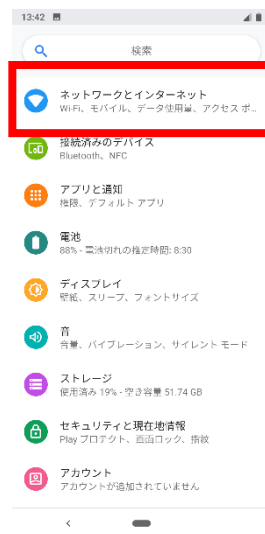 13:42
検索
ネットワークとインターネット
Wi-Fi、モバイル、データ使用量、アクセス ポ...
接続済みのデバイス
Bluetooth、NFC
アプリと通知
権限、デフォルト アプリ
電池
88% - 電池切れの推定時間: 8:30
ディスプレイ
壁紙、スリープ、フォントサイズ
音
音量、バイブレーション、サイレント モード
ストレージ
使用済み 19% - 空き容量 51.74 GB
セキュリティと現在地情報
Play プロテクト、画面ロック、指紋
アカウント
アカウントが追加されていません